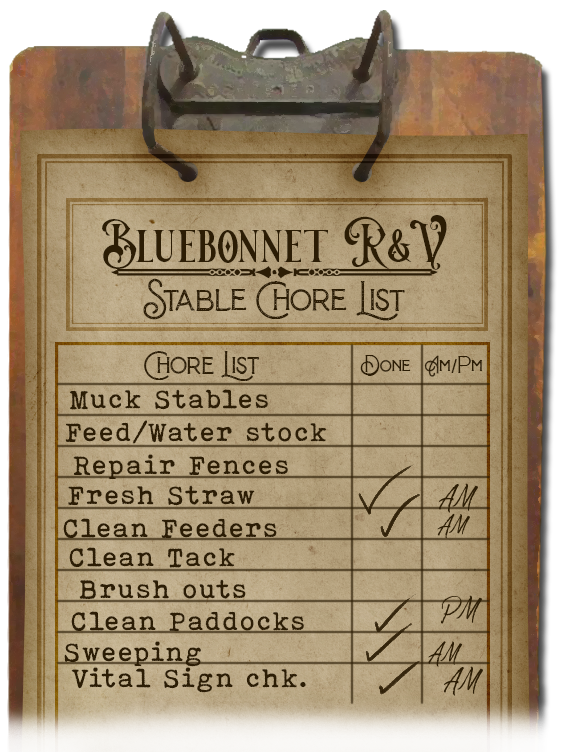 Bluebonnet R&V
Stable Chore List
Chore List Done Am/Pm
Muck Stables
Feed/Water stock
Repair Fences
Fresh Straw ✓ AM
Clean Feeders ✓ AM
Clean Tack
Brush outs
Clean Paddocks ✓ PM
Sweeping ✓ AM
Vital Sign chk. ✓ AM